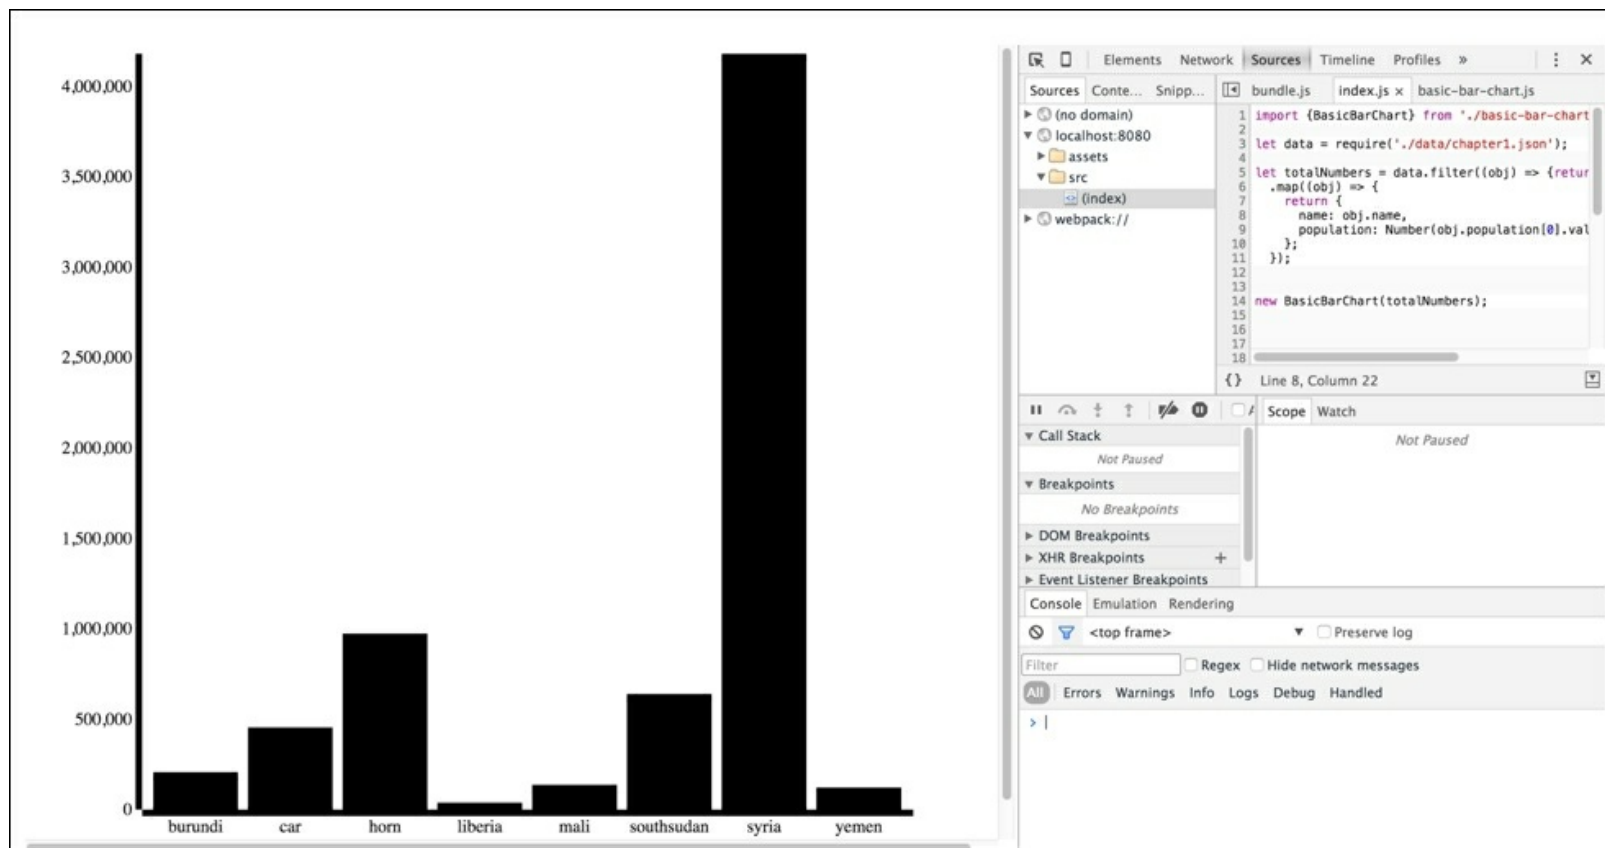 4,000,000
3,500,000
3,000,000
2,500,000
2,000,000
1,500,000
1,000,000
500,000
0
burundi car horn liberia mali southsudan syria yemen
Elements Network Sources Timeline Profiles »
Sources Conte... Snipp...
(no domain)
localhost:8080
assets
src
(index)
webpack://
bundle.js index.js × basic-bar-chart.js
1 import {BasicBarChart} from './basic-bar-chart
2
3 let data = require('./data/chapter1.json');
4
5 let totalNumbers = data.filter((obj) => {retur
6 .map((obj) => {
7 return {
8 name: obj.name,
9 population: Number(obj.population[0].val
10 };
11 });
12
13
14 new BasicBarChart(totalNumbers);
15
16
17
18
{} Line 8, Column 22
Call Stack
Not Paused
Breakpoints
No Breakpoints
DOM Breakpoints
XHR Breakpoints +
Event Listener Breakpoints
Scope Watch
Not Paused
Console Emulation Rendering
<top frame> Preserve log
Filter Regex Hide network messages
All Errors Warnings Info Logs Debug Handled
>